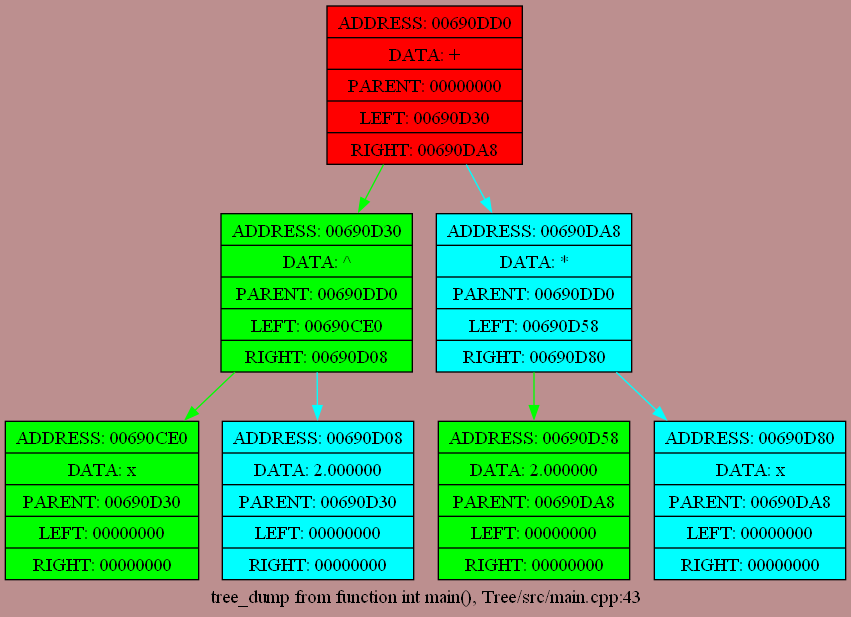 ADDRESS: 00690DD0
DATA: +
PARENT: 00000000
LEFT: 00690D30
RIGHT: 00690DA8
ADDRESS: 00690D30
DATA: ^
PARENT: 00690DD0
LEFT: 00690CE0
RIGHT: 00690D08
ADDRESS: 00690DA8
DATA: *
PARENT: 00690DD0
LEFT: 00690D58
RIGHT: 00690D80
ADDRESS: 00690CE0
DATA: x
PARENT: 00690D30
LEFT: 00000000
RIGHT: 00000000
ADDRESS: 00690D08
DATA: 2.000000
PARENT: 00690D30
LEFT: 00000000
RIGHT: 00000000
ADDRESS: 00690D58
DATA: 2.000000
PARENT: 00690DA8
LEFT: 00000000
RIGHT: 00000000
ADDRESS: 00690D80
DATA: x
PARENT: 00690DA8
LEFT: 00000000
RIGHT: 00000000
tree_dump from function int main(), Tree/src/main.cpp:43